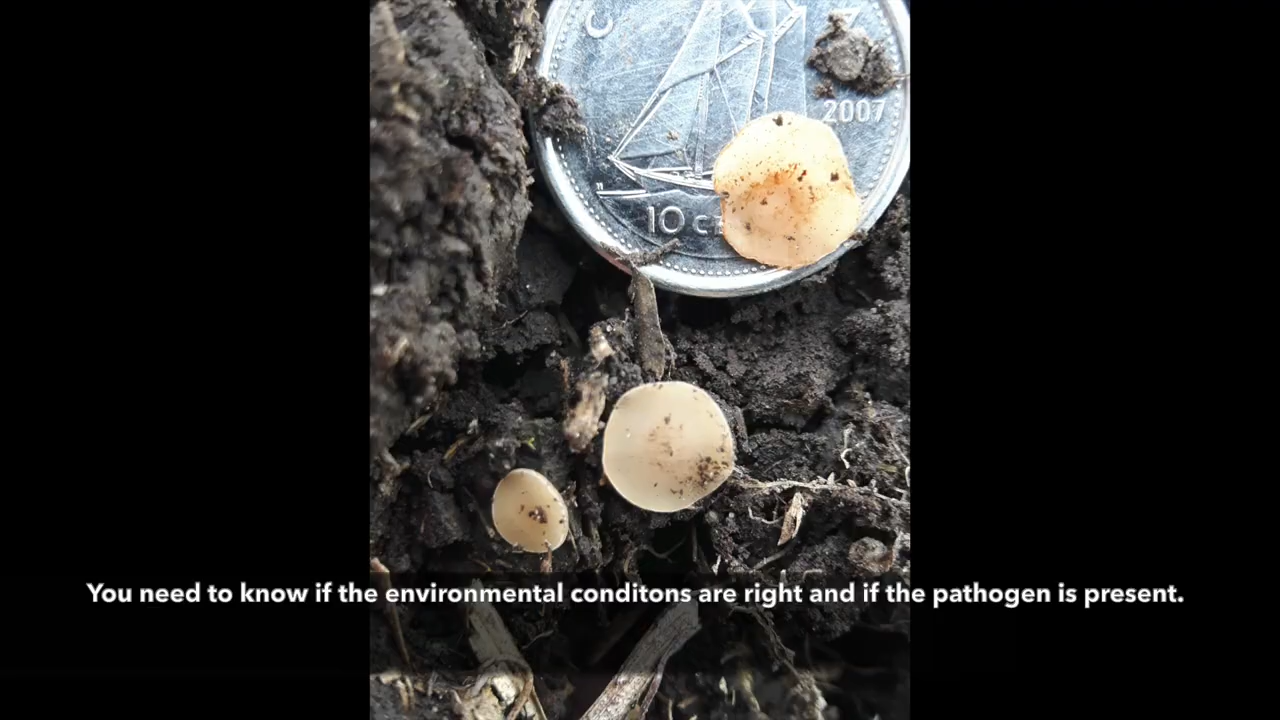 C
2007
10 c
You need to know if the environmental conditons are right and if the pathogen is present.